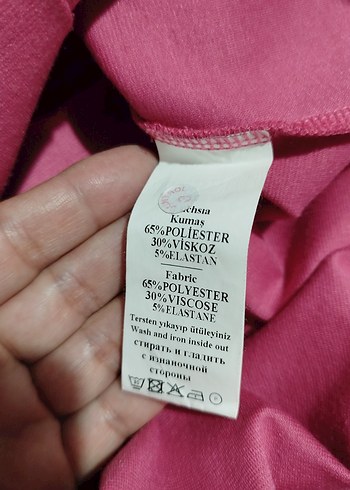 Kumaş
65%POLİESTER
30%VİSKOZ
5%ELASTAN
Fabric
65%POLYESTER
30%VISCOSE
5%ELASTANE
Tersten yıkayıp ütüleyiniz
Wash and iron inside out
стирать и гладить
с изнаночной
стороны